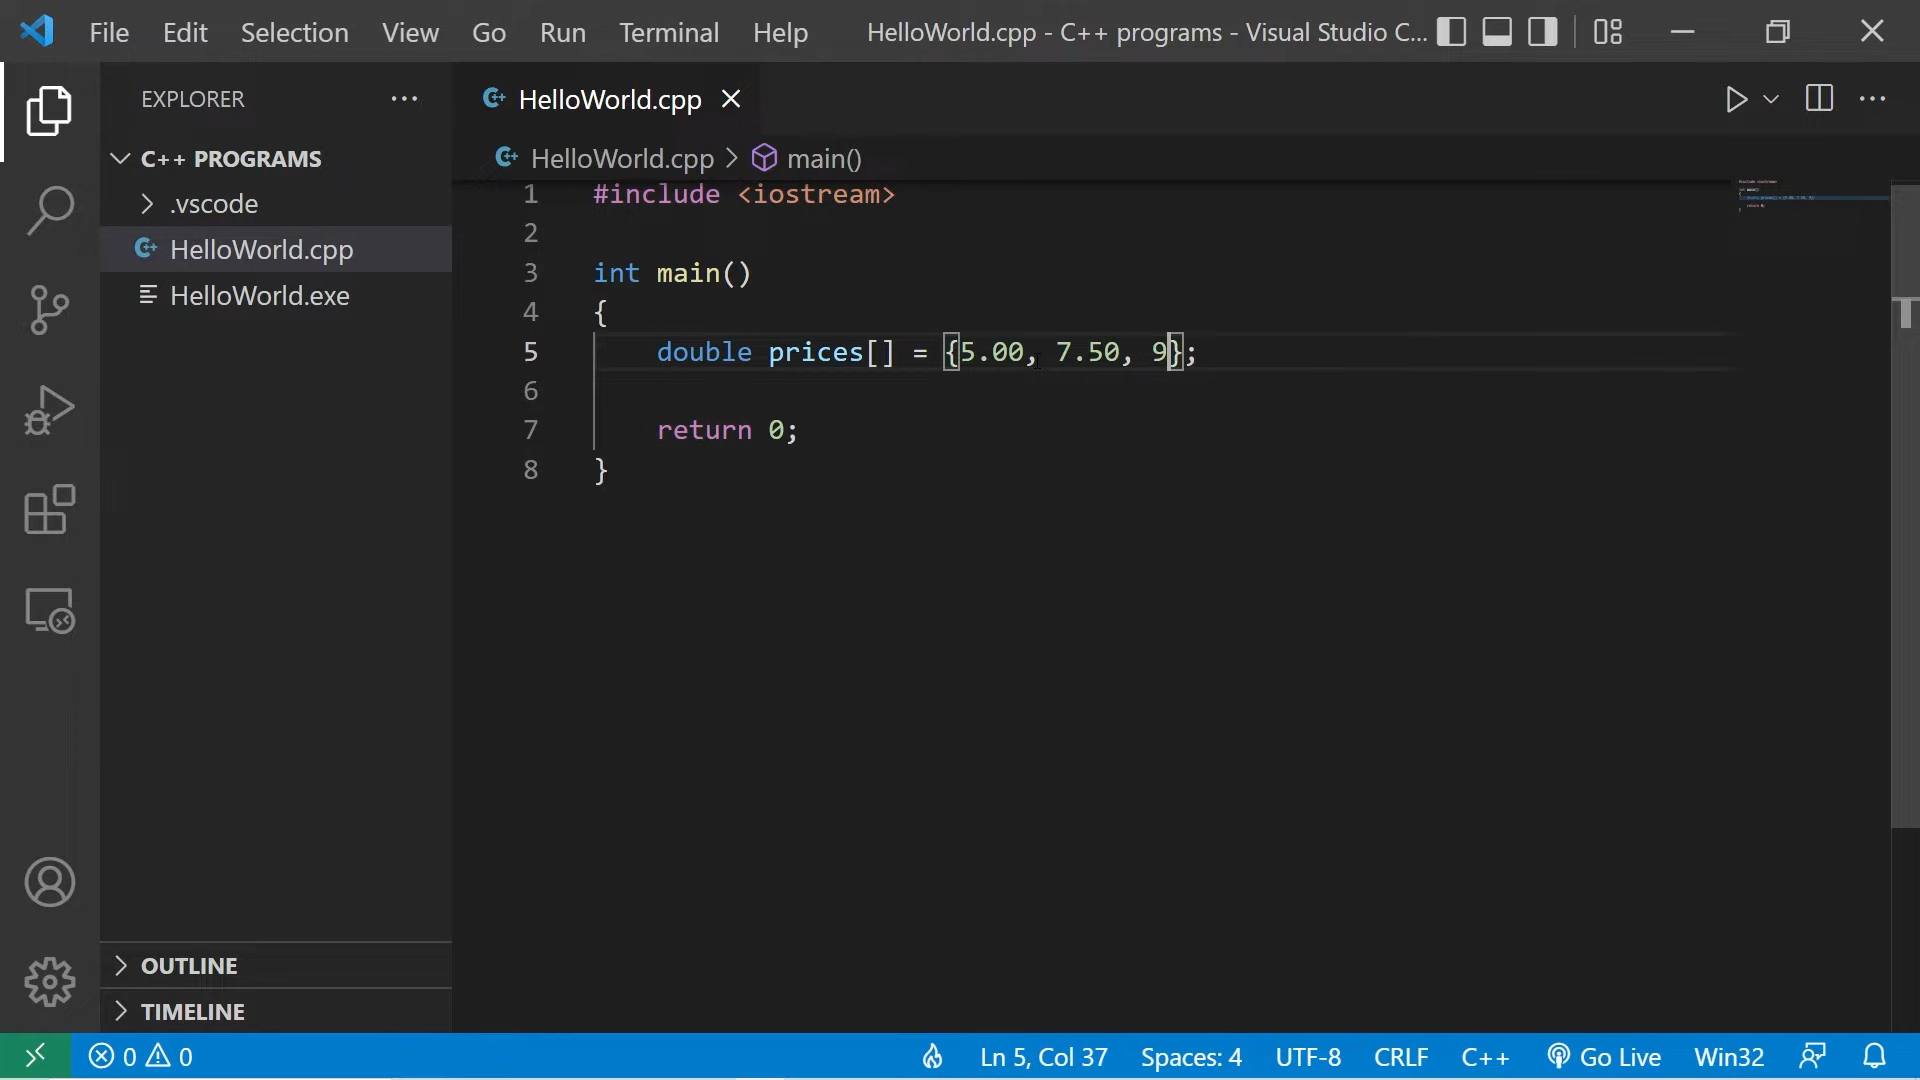 File Edit Selection View Go Run Terminal Help HelloWorld.cpp - C++ programs - Visual Studio C...
EXPLORER
HelloWorld.cpp
C++ PROGRAMS
HelloWorld.cpp > main()
.vscode
HelloWorld.cpp
HelloWorld.exe
1 #include <iostream>
2
3 int main()
4 {
5 double prices[] = {5.00, 7.50, 9};
6
7 return 0;
8 }
OUTLINE
TIMELINE
0 0 Ln 5, Col 37 Spaces: 4 UTF-8 CRLF C++ Go Live Win32